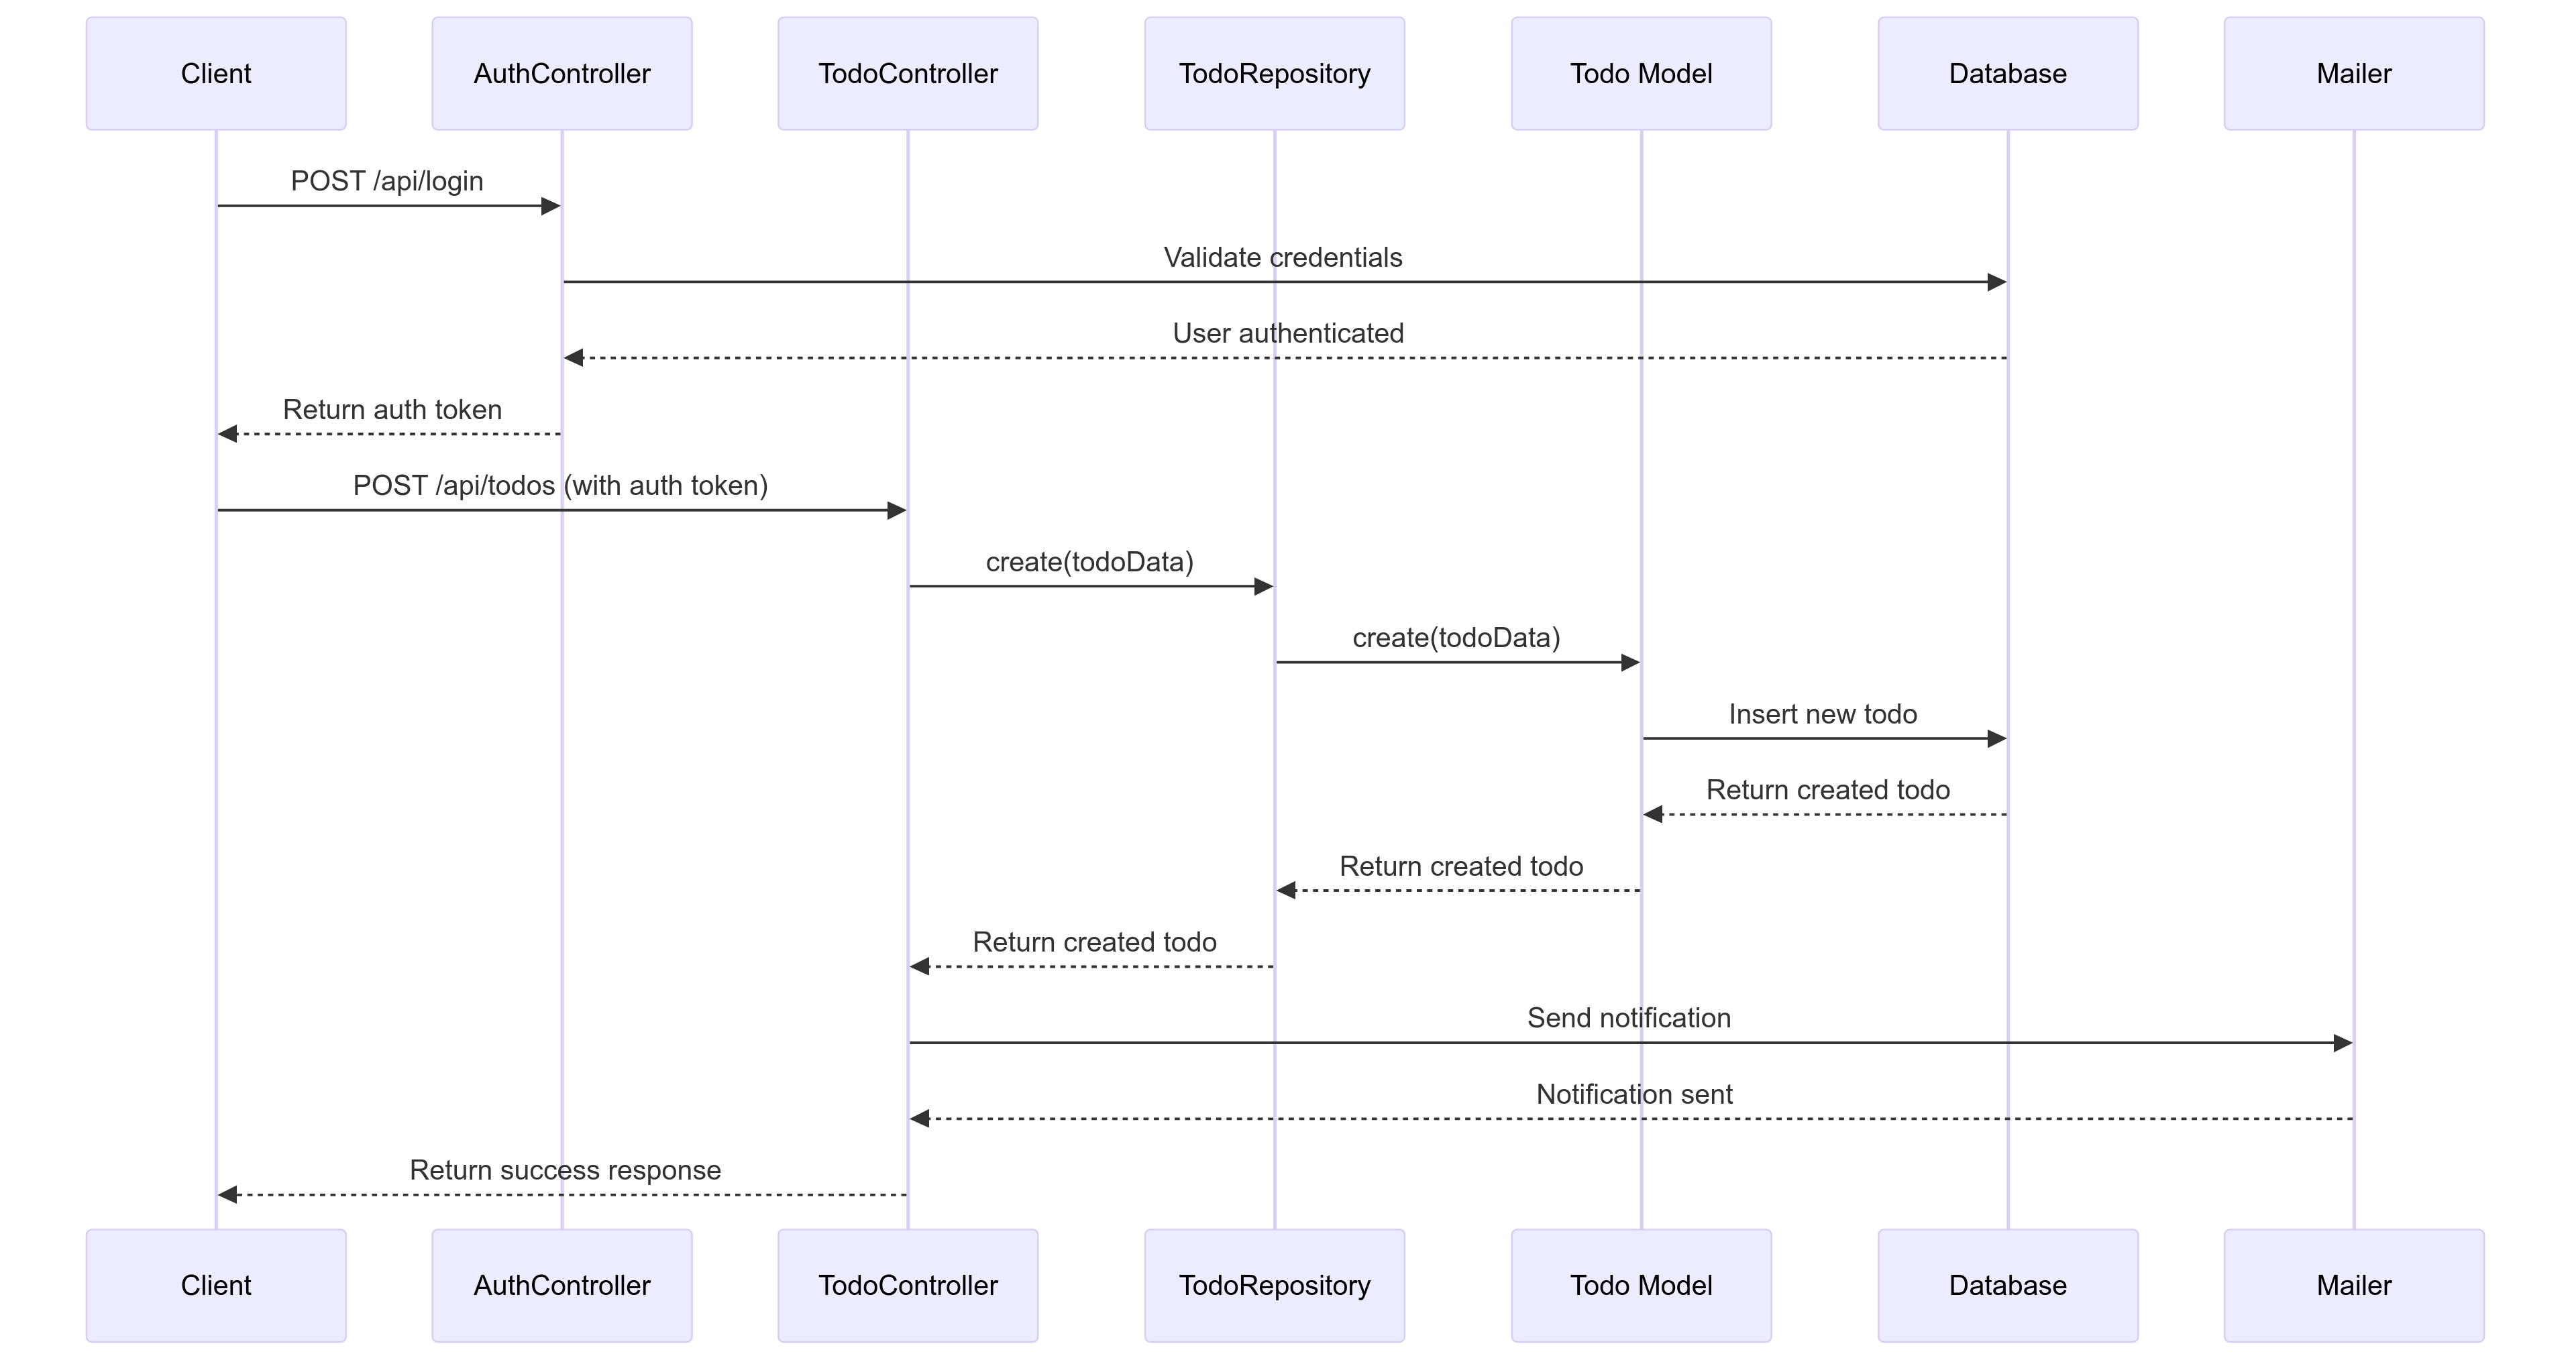 Client
AuthController
TodoController
TodoRepository
Todo Model
Database
Mailer
POST /api/login
Validate credentials
User authenticated
Return auth token
POST /api/todos (with auth token)
create(todoData)
create(todoData)
Insert new todo
Return created todo
Return created todo
Return created todo
Send notification
Notification sent
Return success response
Client
AuthController
TodoController
TodoRepository
Todo Model
Database
Mailer